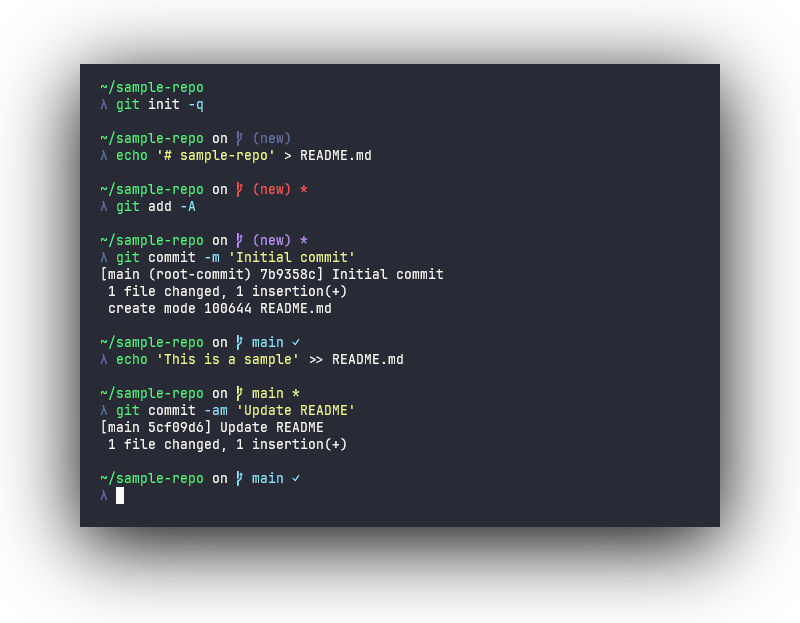 ~/sample-repo
λ git init -q
~/sample-repo on (new)
λ echo '# sample-repo' > README.md
~/sample-repo on (new) *
λ git add -A
~/sample-repo on (new) *
λ git commit -m 'Initial commit'
[main (root-commit) 7b9358c] Initial commit
 1 file changed, 1 insertion(+)
 create mode 100644 README.md
~/sample-repo on main ✓
λ echo 'This is a sample' >> README.md
~/sample-repo on main *
λ git commit -am 'Update README'
[main 5cf09d6] Update README
 1 file changed, 1 insertion(+)
~/sample-repo on main ✓
λ